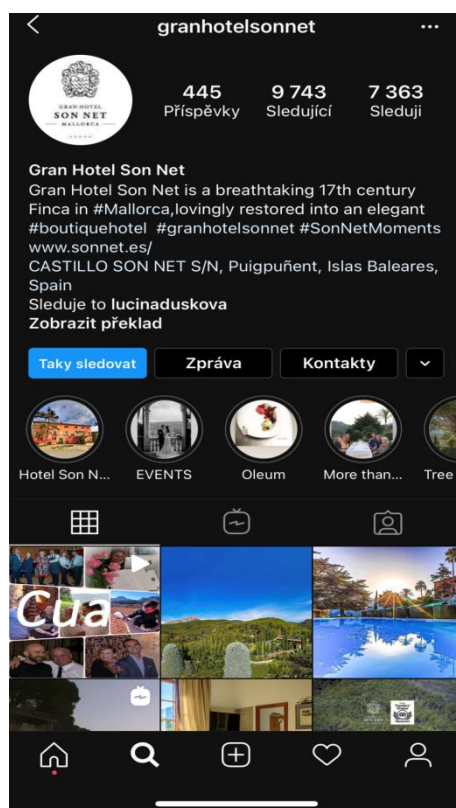 granhotelsonnet
GRAN HOTEL
SON NET
MALLORCA
445
Příspěvky
9 743
Sledující
7 363
Sleduji
Gran Hotel Son Net
Gran Hotel Son Net is a breathtaking 17th century
Finca in #Mallorca,lovingly restored into an elegant
#boutiquehotel #granhotelsonnet #SonNetMoments
www.sonnet.es/
CASTILLO SON NET S/N, Puigpuñent, Islas Baleares,
Spain
Sleduje to lucinaduskova
Zobrazit překlad
Taky sledovat
Zpráva
Kontakty
Hotel Son N...
EVENTS
Oleum
More than...
Tree
Cua
SON NET